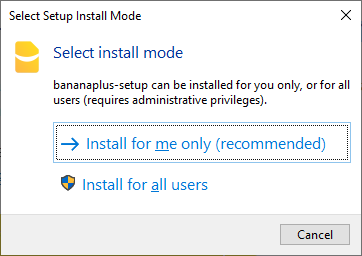 Select Setup Install Mode
Select install mode
bananaplus-setup can be installed for you only, or for all
users (requires administrative privileges).
Install for me only (recommended)
Install for all users
Cancel